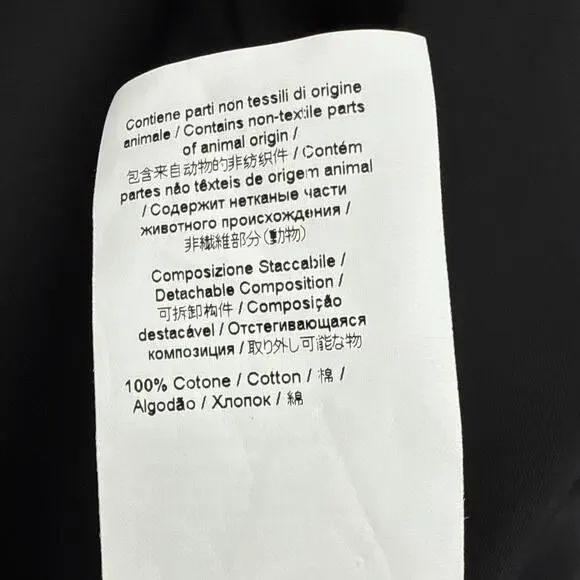 Contiene parti non tessili di origine
animale / Contains non-textile parts
of animal origin /
包含来自动物的非纺织件 / Contém
partes não têxteis de origem animal
/ Содержит нетканые части
животного происхождения /
非繊維部分(動物)
Composizione Staccabile /
Detachable Composition /
可拆卸构件 / Composição
destacável / Отстегивающаяся
композиция / 取り外し可能な物
100% Cotone / Cotton / 棉 /
Algodão / Хлопок / 綿